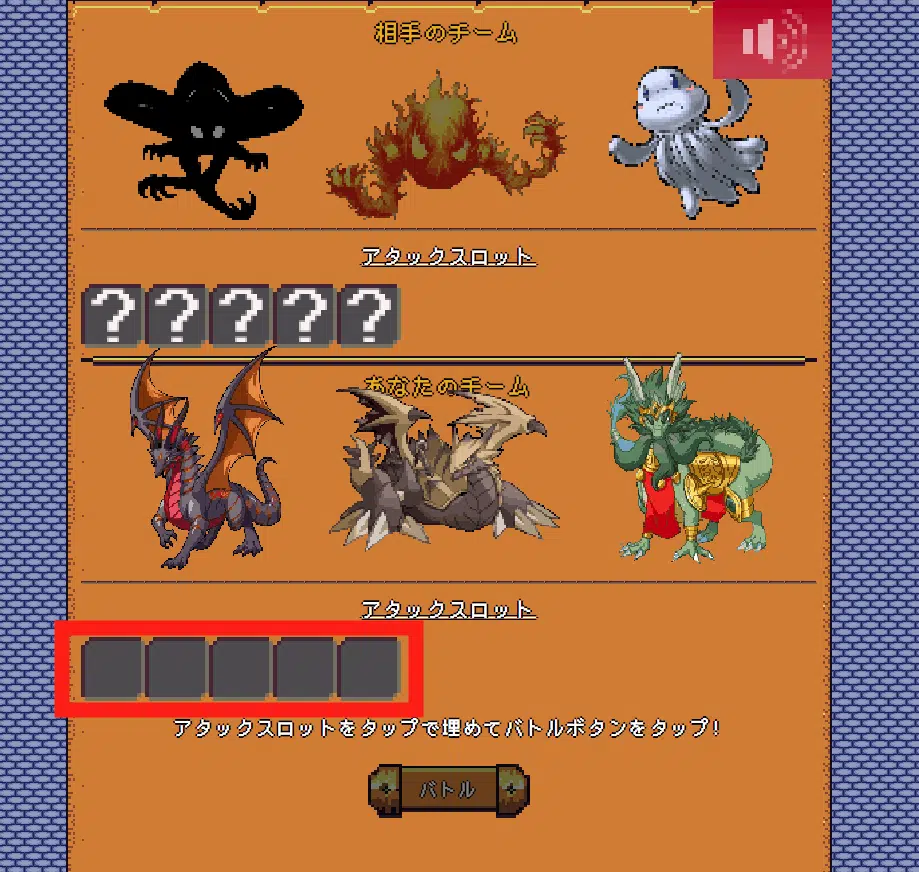 相手のチーム
アタックスロット
? ? ? ? ?
あなたのチーム
アタックスロット
アタックスロットをタップで埋めてバトルボタンをタップ!
バトル